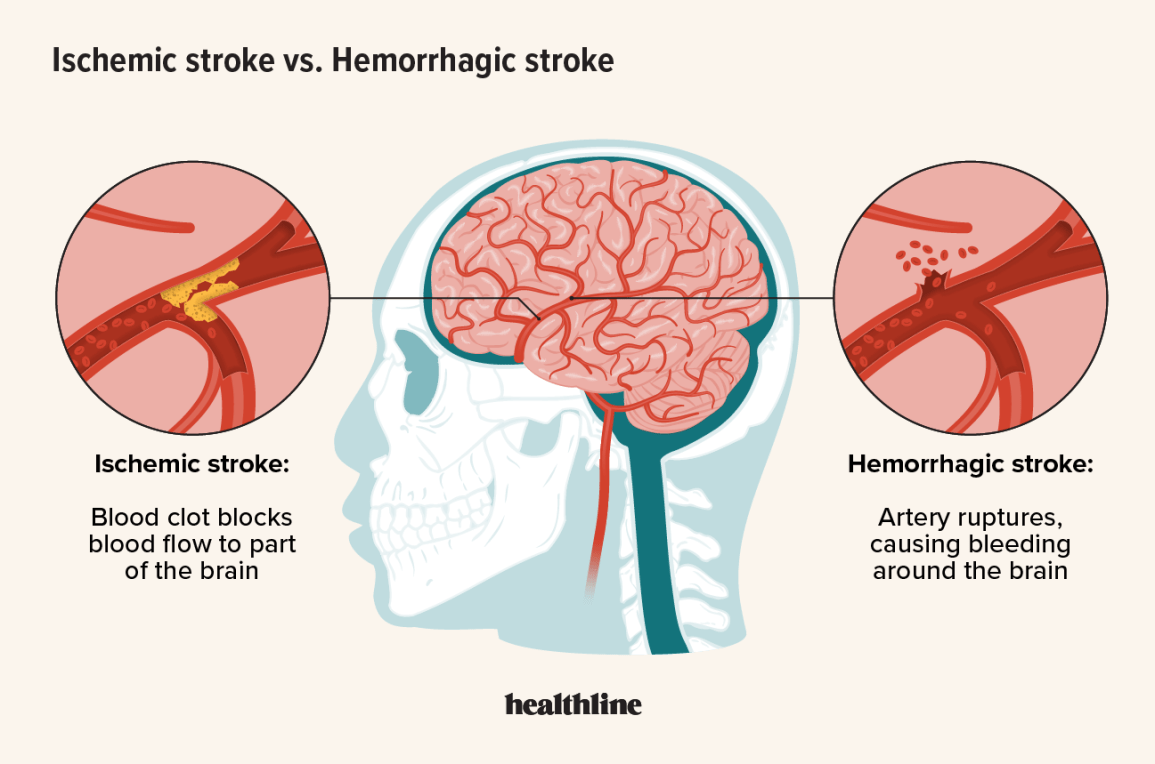 Ischemic stroke vs. Hemorrhagic stroke
Ischemic stroke:
Blood clot blocks
blood flow to part
of the brain
Hemorrhagic stroke:
Artery ruptures,
causing bleeding
around the brain
healthline